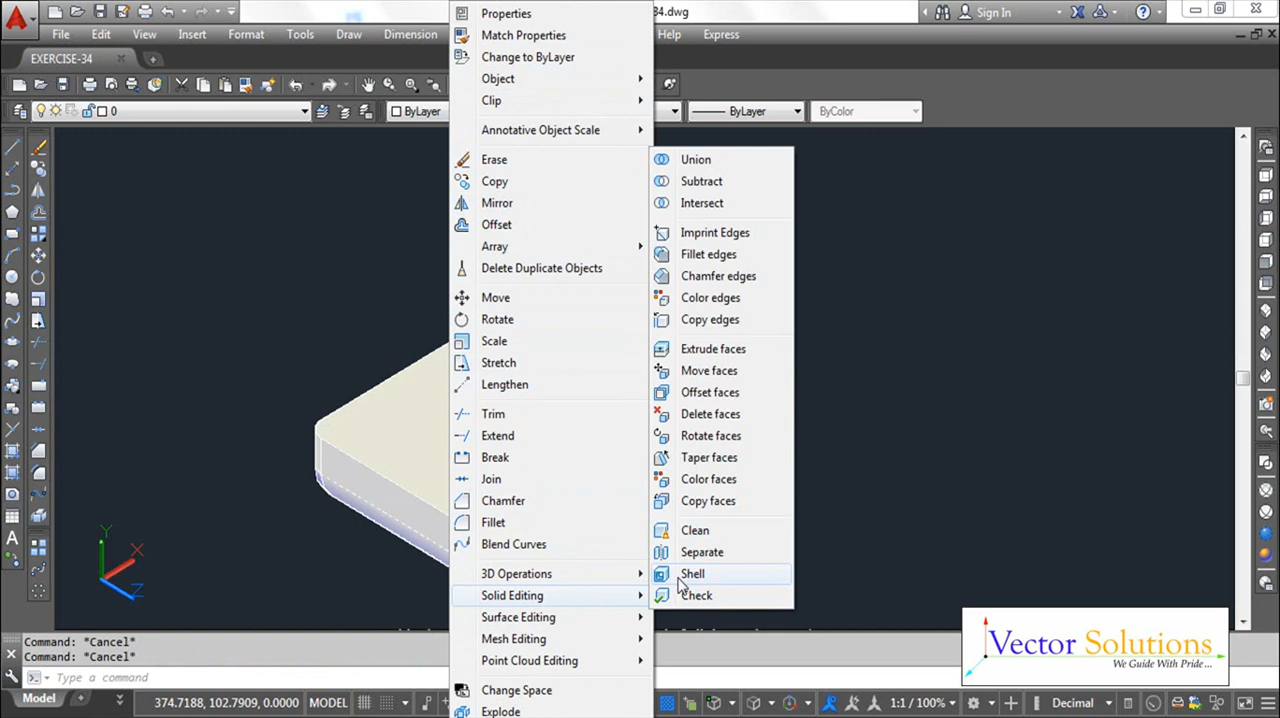 84.dwg
Sign In
File Edit View Insert Format Tools Draw Dimension Help Express
EXERCISE-34
0
ByLayer
ByLayer
ByColor
Properties
Match Properties
Change to ByLayer
Object
Clip
Annotative Object Scale
Erase
Copy
Mirror
Offset
Array
Delete Duplicate Objects
Move
Rotate
Scale
Stretch
Lengthen
Trim
Extend
Break
Join
Chamfer
Fillet
Blend Curves
3D Operations
Solid Editing
Surface Editing
Mesh Editing
Point Cloud Editing
Change Space
Explode
Union
Subtract
Intersect
Imprint Edges
Fillet edges
Chamfer edges
Color edges
Copy edges
Extrude faces
Move faces
Offset faces
Delete faces
Rotate faces
Taper faces
Color faces
Copy faces
Clean
Separate
Shell
Check
Y
X
Z
Command: *Cancel*
Command: *Cancel*
Type a command
Vector Solutions
We Guide With Pride ...
Model
374.7188, 102.7909, 0.0000 MODEL
1:1 / 100%
Decimal